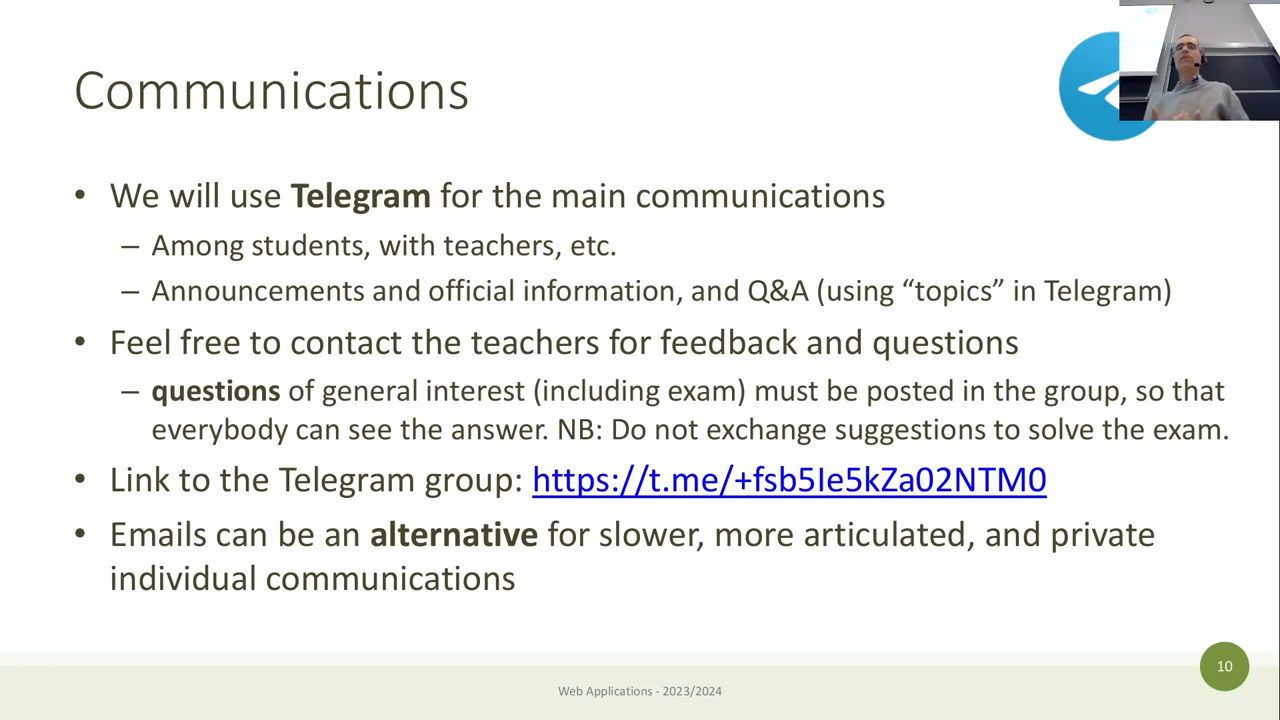 Communications
• We will use Telegram for the main communications
– Among students, with teachers, etc.
– Announcements and official information, and Q&A (using “topics” in Telegram)
• Feel free to contact the teachers for feedback and questions
– questions of general interest (including exam) must be posted in the group, so that
everybody can see the answer. NB: Do not exchange suggestions to solve the exam.
• Link to the Telegram group: https://t.me/+fsb5Ie5kZa02NTM0
• Emails can be an alternative for slower, more articulated, and private
individual communications
10
Web Applications - 2023/2024